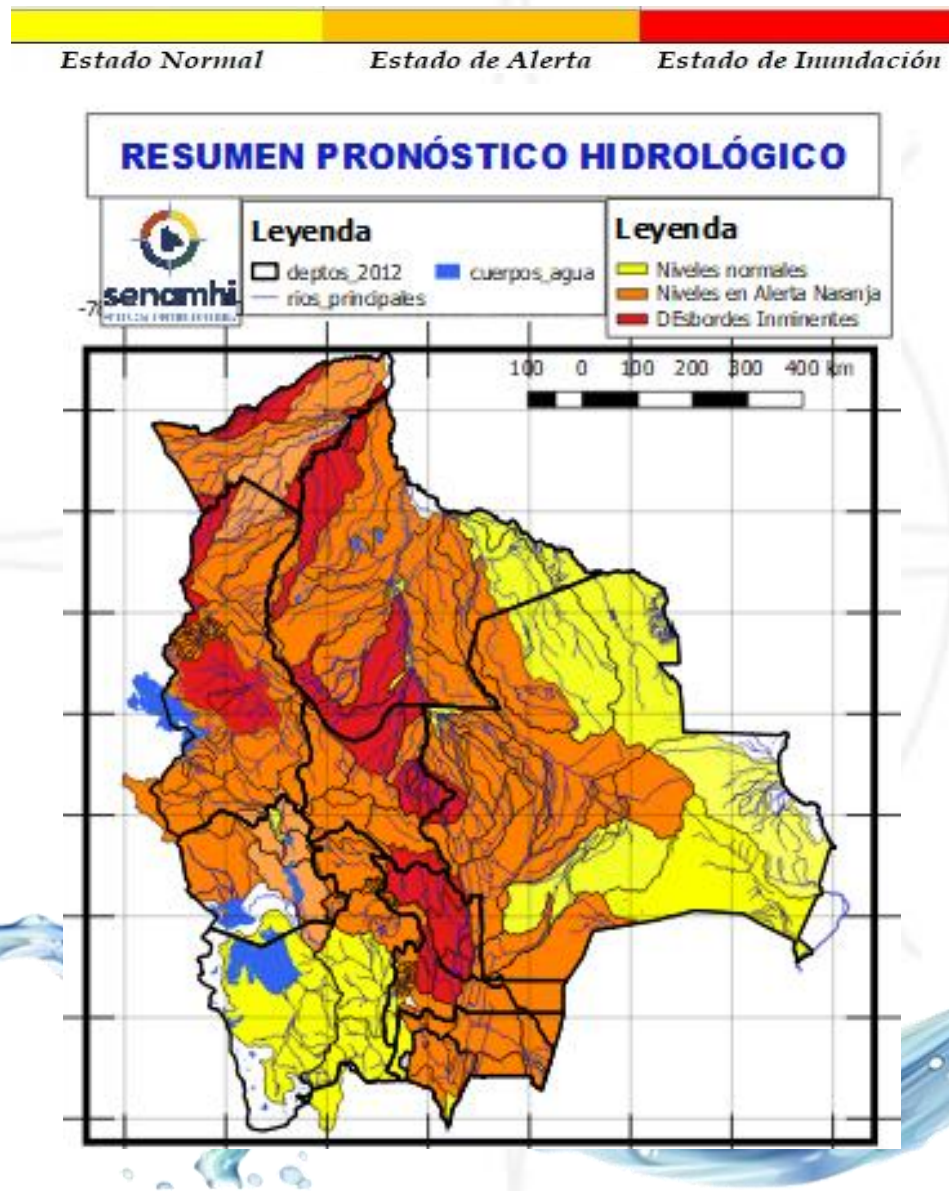 Estado Normal Estado de Alerta Estado de Inundación
RESUMEN PRONÓSTICO HIDROLÓGICO
senamhi
Leyenda
deptos_2012 cuerpos_agua
rios_principales
Leyenda
Niveles normales
Niveles en Alerta Naranja
DEsbordes Inminentes
100 0 100 200 300 400 km